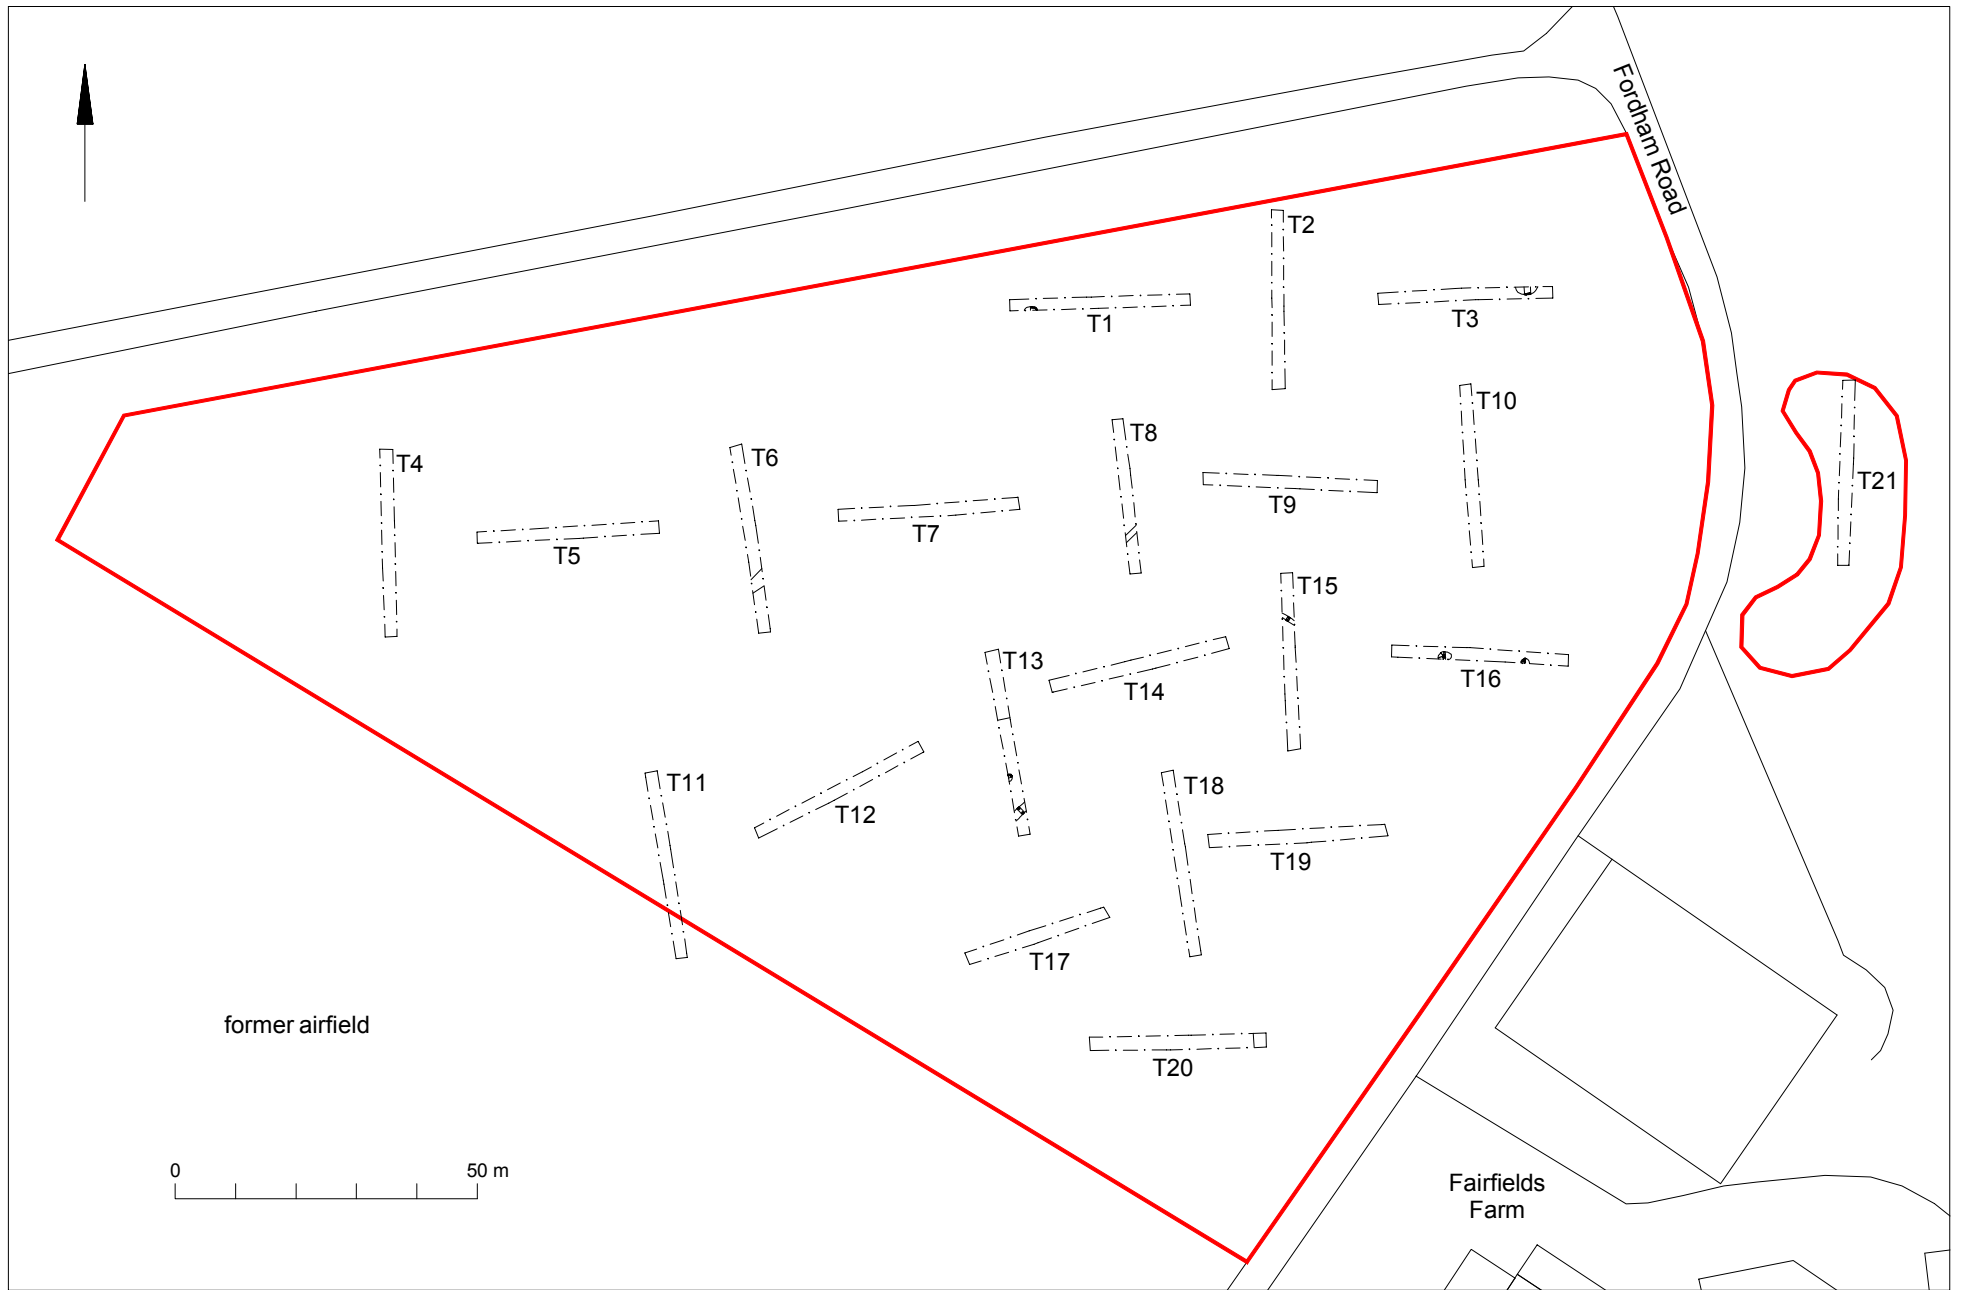 Fordham Road
T2
T1
T3
T10
T8
T4
T6
T21
T9
T7
T5
T15
T13
T16
T14
T11
T18
T12
T19
T17
former airfield
T20
0 50 m
Fairfields
Farm